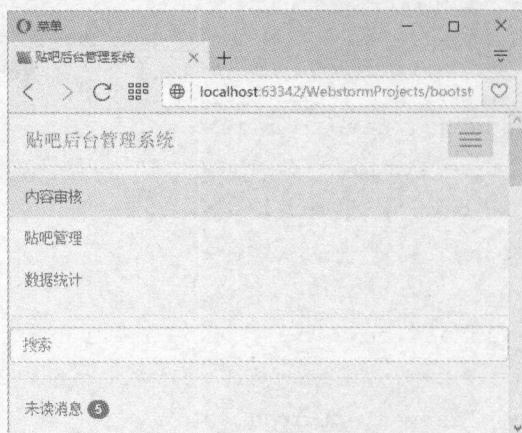 菜单
贴吧后台管理系统
localhost:63342/WebstormProjects/bootst
贴吧后台管理系统
内容审核
贴吧管理
数据统计
搜索
未读消息 5